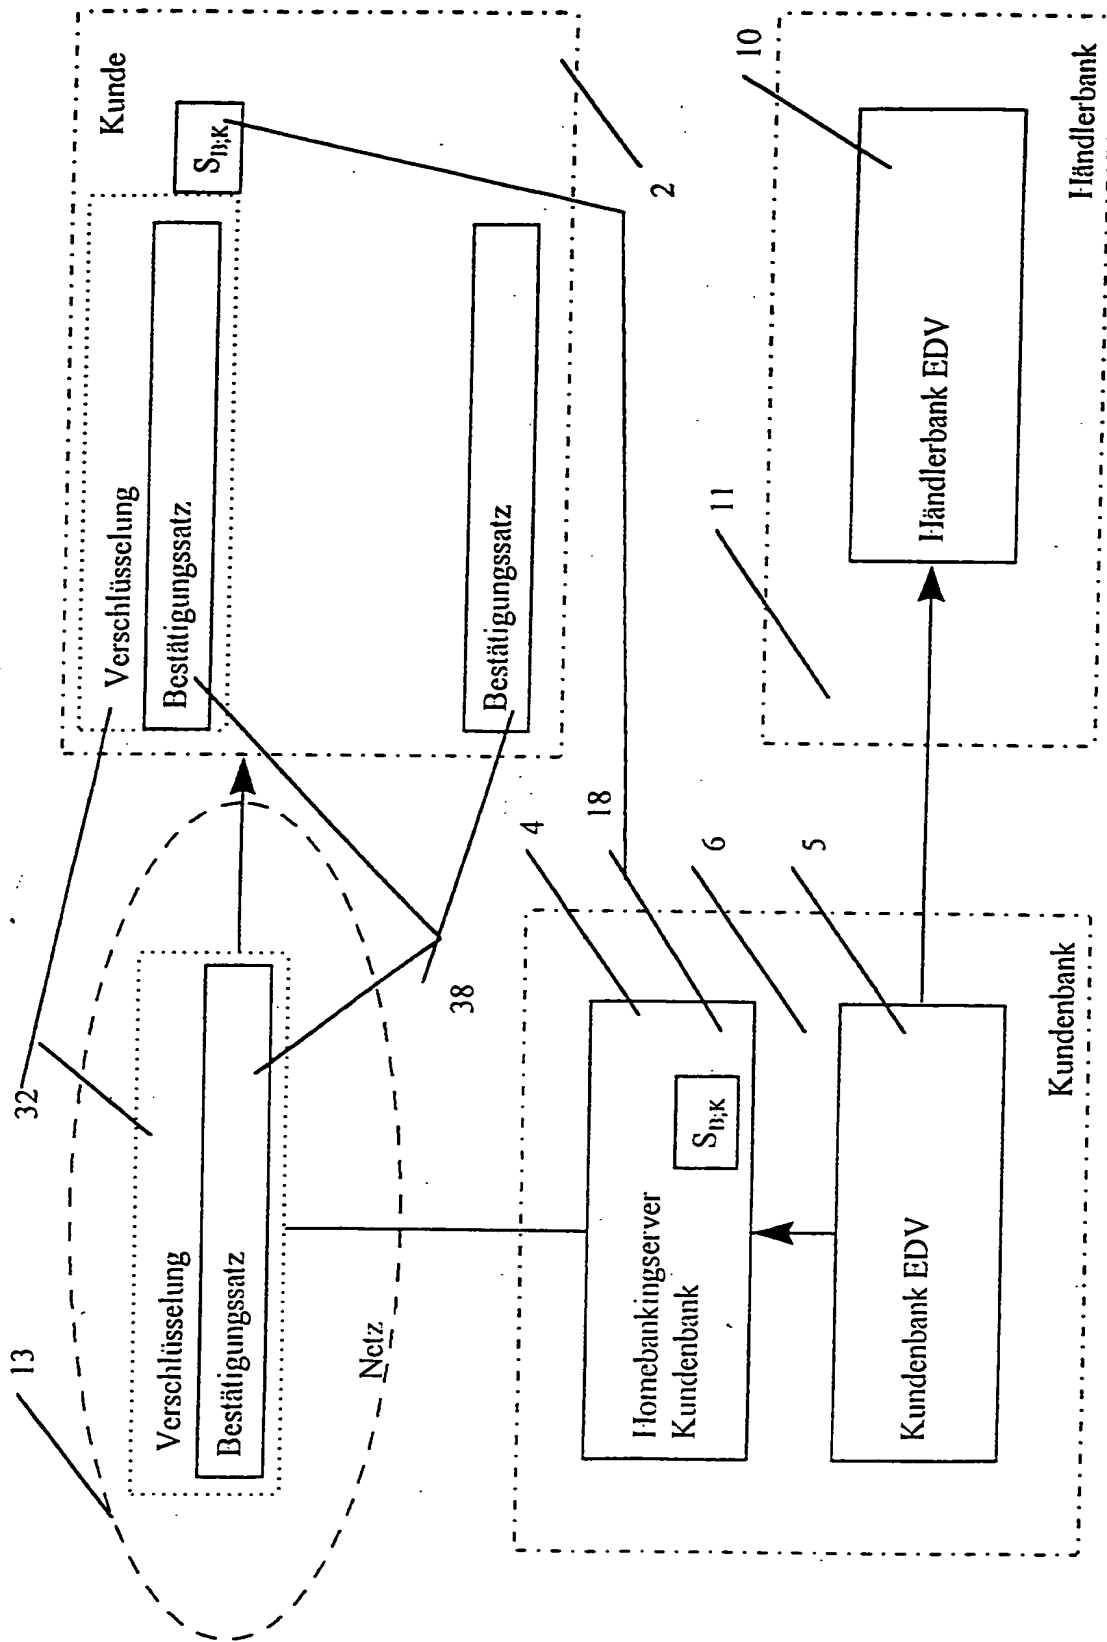 13
32
Verschlüsselung
Bestätigungssatz
Netz
38
Verschlüsselung
Bestätigungssatz
Kunde
S_B;K
Bestätigungssatz
2
4
18
6
5
Homebankingserver
Kundenbank
S_B;K
Kundenbank EDV
Kundenbank
11
10
Händlerbank EDV
Händlerbank